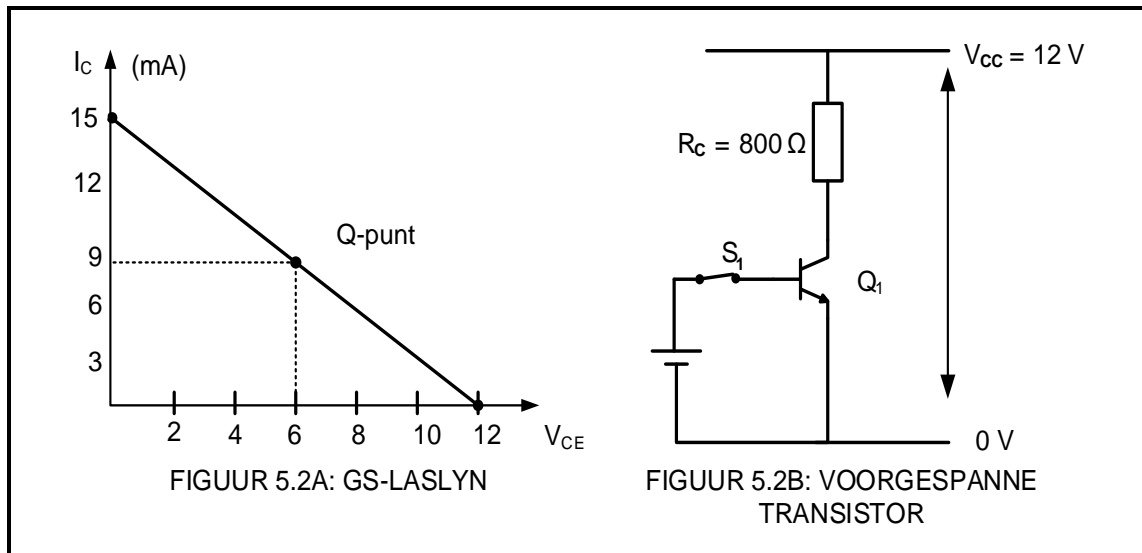 I_C (mA)
15
12
9
6
3
Q-punt
2 4 6 8 10 12 V_CE
FIGUUR 5.2A: GS-LASLYN
V_CC = 12 V
R_C = 800 Ω
S_1
Q_1
0 V
FIGUUR 5.2B: VOORGESPANNE
TRANSISTOR